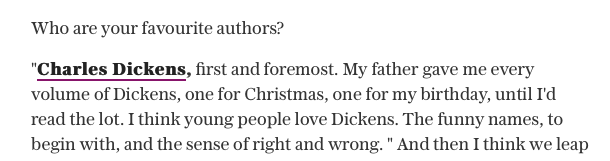 Who are your favourite authors?
"Charles Dickens, first and foremost. My father gave me every
volume of Dickens, one for Christmas, one for my birthday, until I'd
read the lot. I think young people love Dickens. The funny names, to
begin with, and the sense of right and wrong. " And then I think we leap